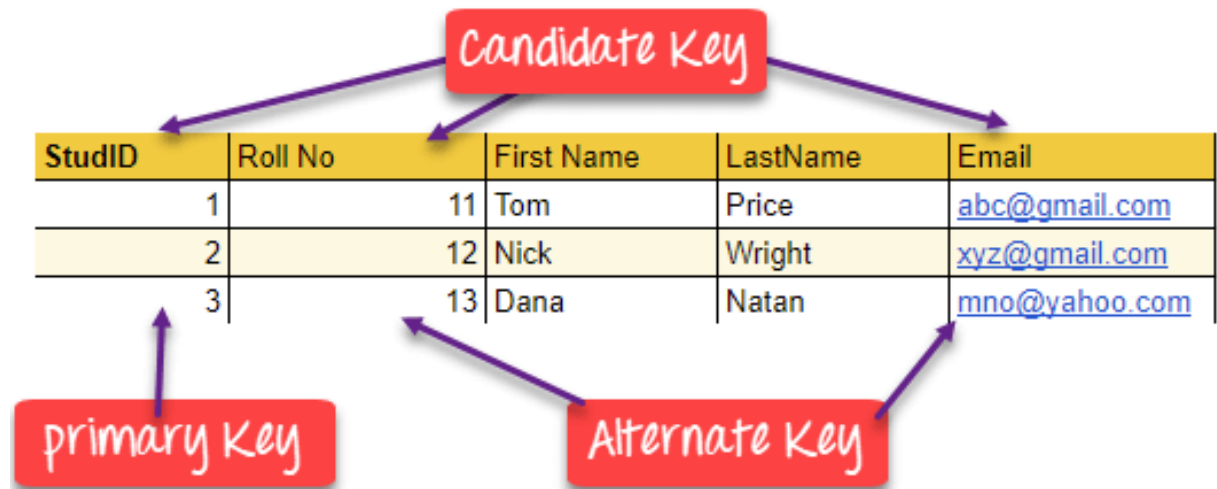 Candidate Key
StudID Roll No First Name LastName Email
1 11 Tom Price abc@gmail.com
2 12 Nick Wright xyz@gmail.com
3 13 Dana Natan mno@yahoo.com
primary Key Alternate Key